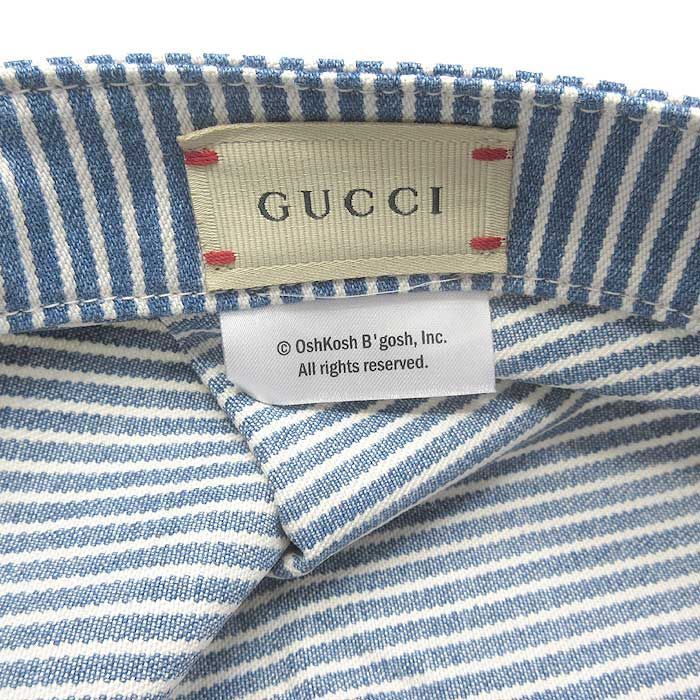 GUCCI
© OshKosh B'gosh, Inc.
All rights reserved.